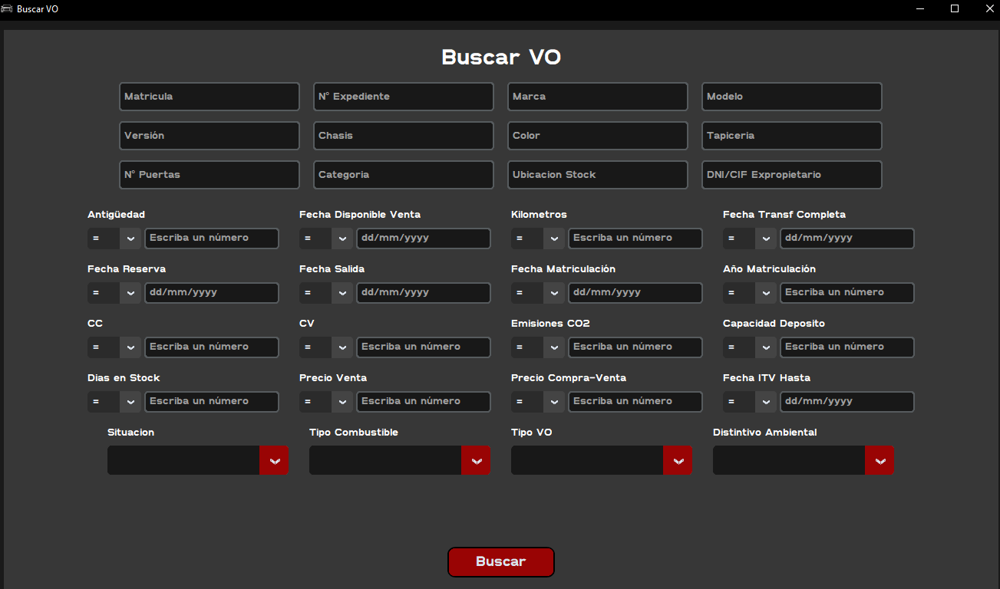 Buscar VO
Buscar VO
Matricula Nº Expediente Marca Modelo
Versión Chasis Color Tapiceria
Nº Puertas Categoria Ubicacion Stock DNI/CIF Expropietario
Antigüedad Fecha Disponible Venta Kilometros Fecha Transf Completa
= Escriba un número = dd/mm/yyyy = Escriba un número = dd/mm/yyyy
Fecha Reserva Fecha Salida Fecha Matriculación Año Matriculación
= dd/mm/yyyy = dd/mm/yyyy = dd/mm/yyyy = Escriba un número
CC CV Emisiones CO2 Capacidad Deposito
= Escriba un número = Escriba un número = Escriba un número = Escriba un número
Dias en Stock Precio Venta Precio Compra-Venta Fecha ITV Hasta
= Escriba un número = Escriba un número = Escriba un número = dd/mm/yyyy
Situacion Tipo Combustible Tipo VO Distintivo Ambiental
Buscar